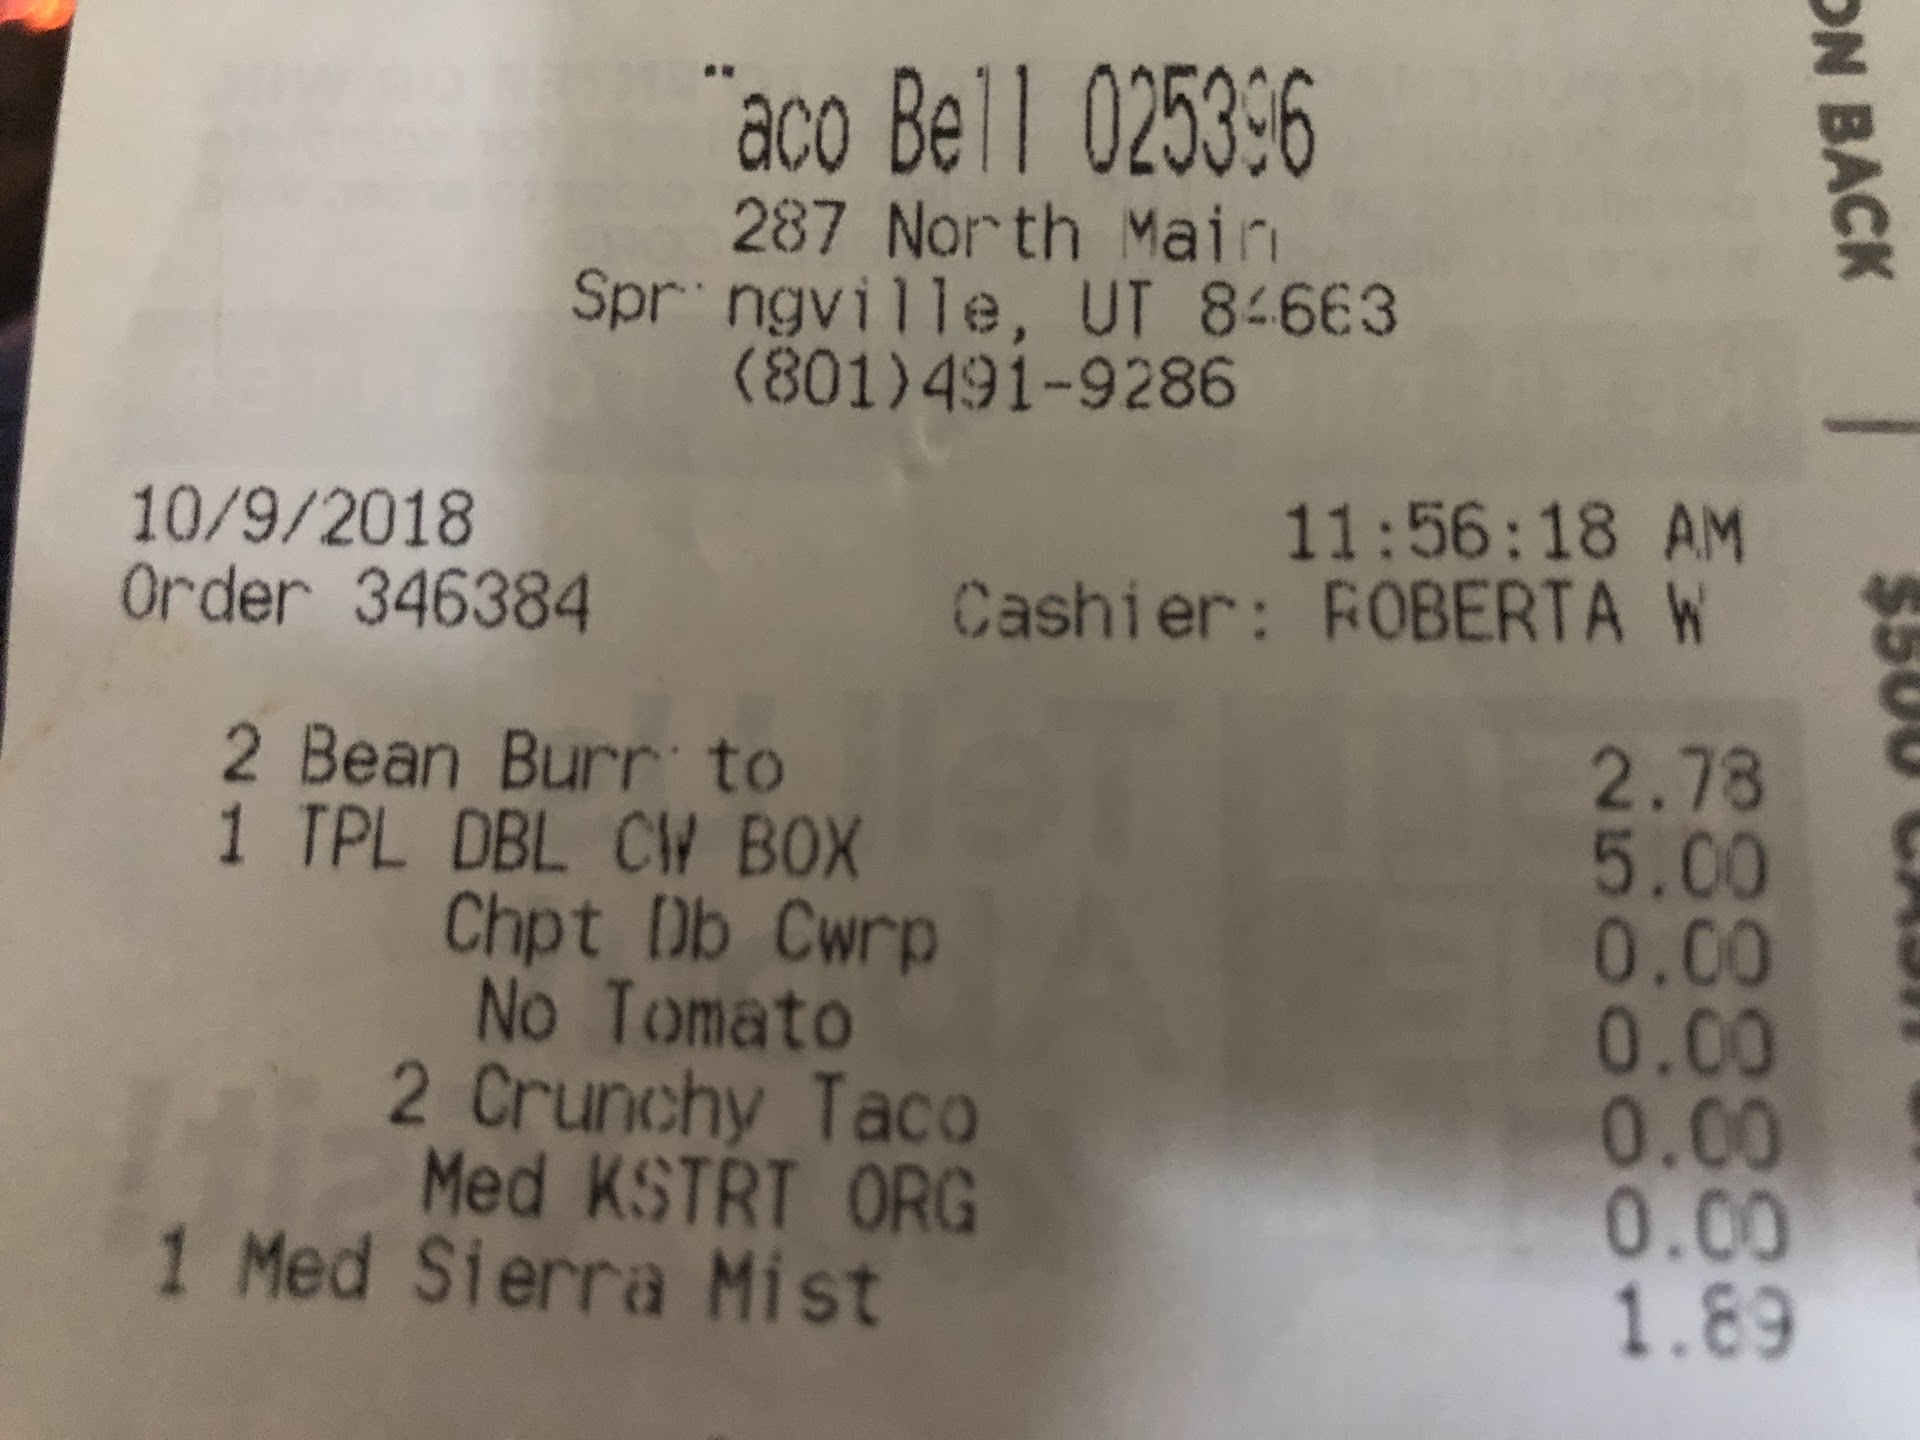 Taco Bell 025396
287 North Main
Springville, UT 84663
(801)491-9286
10/9/2018 11:56:18 AM
Order 346384 Cashier: ROBERTA W
2 Bean Burrito 2.78
1 TPL DBL CW BOX 5.00
Chpt Db Cwrp 0.00
No Tomato 0.00
2 Crunchy Taco 0.00
Med KSTRT ORG 0.00
1 Med Sierra Mist 1.89
ON BACK
$500 CASH